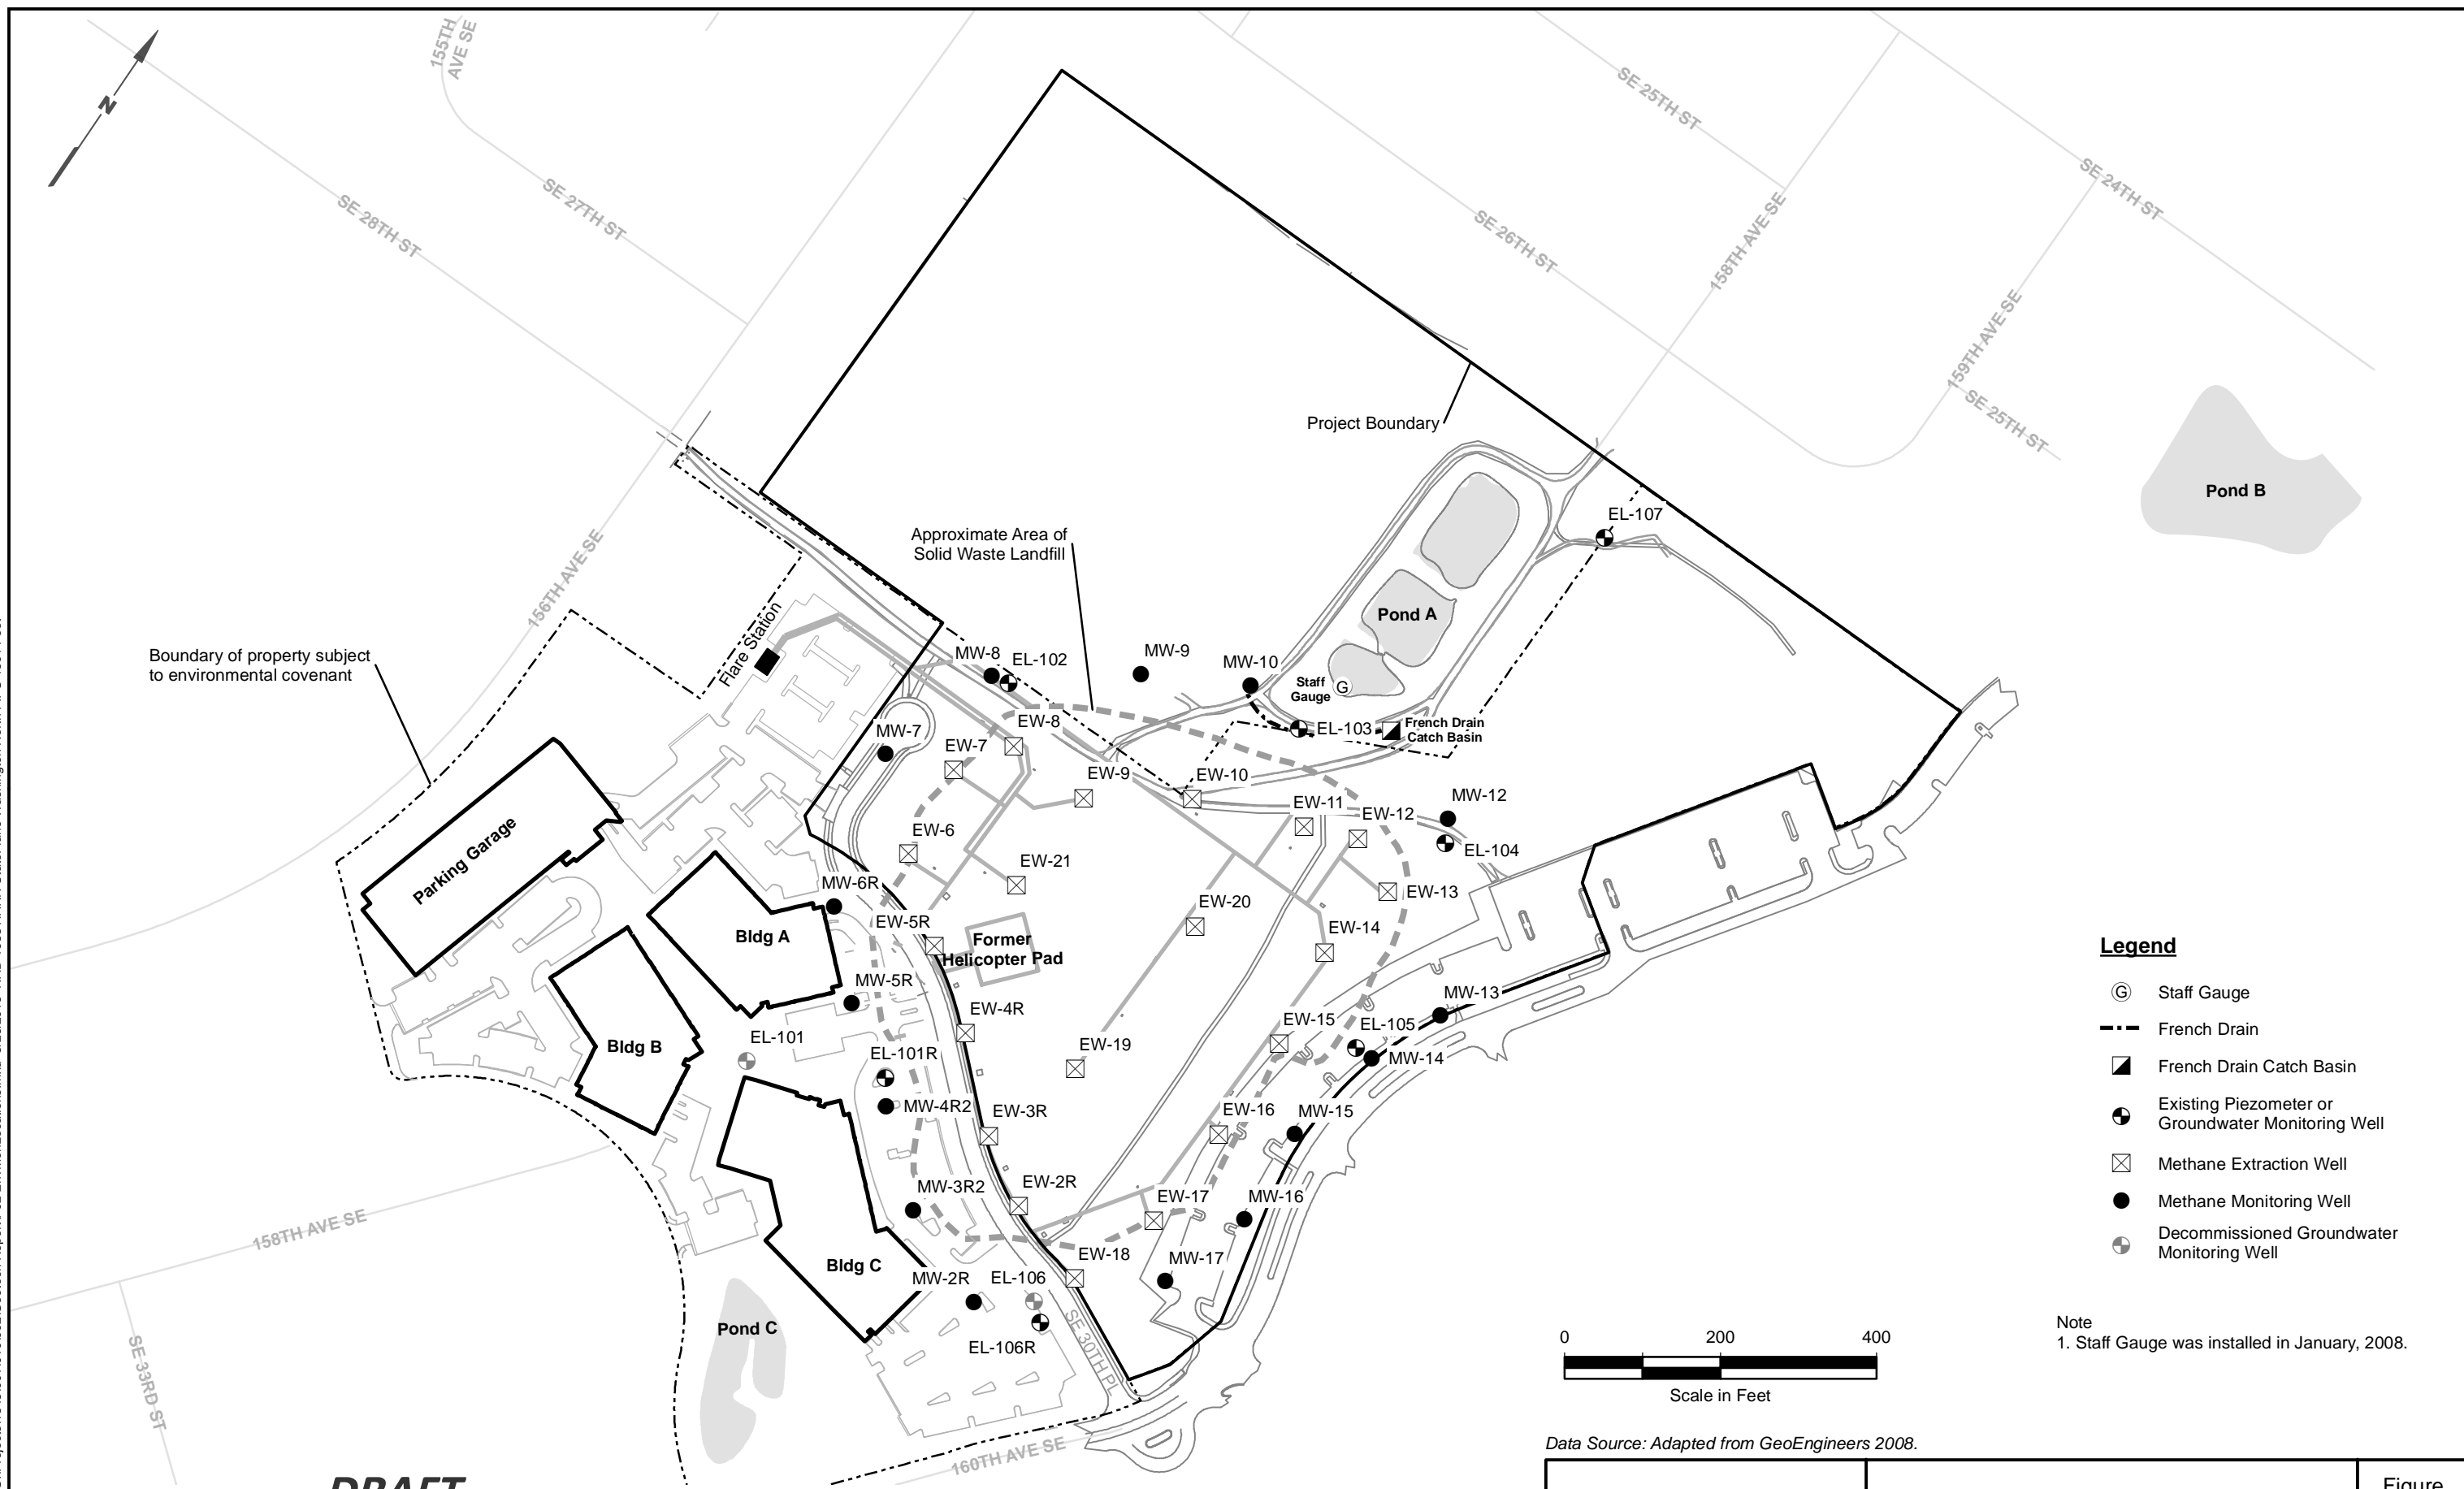 155TH
AVE SE
N
SE 28TH ST
SE 27TH ST
SE 25TH ST
SE 26TH ST
158TH AVE SE
SE 24TH ST
159TH AVE SE
SE 25TH ST
Pond B
Project Boundary
EL-107
Approximate Area of
Solid Waste Landfill
156TH AVE SE
Pond A
Boundary of property subject
to environmental covenant
Flare Station
MW-8
EL-102
MW-9
MW-10
Staff
Gauge
G
EL-103
French Drain
Catch Basin
MW-7
EW-8
EW-7
EW-9
EW-10
EW-11
EW-12
MW-12
EL-104
EW-6
EW-21
EW-13
Parking Garage
MW-6R
EW-5R
EW-20
EW-14
Bldg A
Former
Helicopter Pad
MW-5R
MW-13
EW-4R
EW-15
EL-105
Bldg B
EL-101
EL-101R
EW-19
MW-14
MW-4R2
EW-3R
EW-16
MW-15
MW-3R2
EW-2R
EW-17
MW-16
158TH AVE SE
Bldg C
EW-18
MW-17
MW-2R
EL-106
EL-106R
Pond C
SE 30TH PL
SE 33RD ST
160TH AVE SE
Legend
G Staff Gauge
French Drain
French Drain Catch Basin
Existing Piezometer or
Groundwater Monitoring Well
Methane Extraction Well
Methane Monitoring Well
Decommissioned Groundwater
Monitoring Well
0 200 400
Scale in Feet
Note
1. Staff Gauge was installed in January, 2008.
Data Source: Adapted from GeoEngineers 2008.
DRAFT
Figure